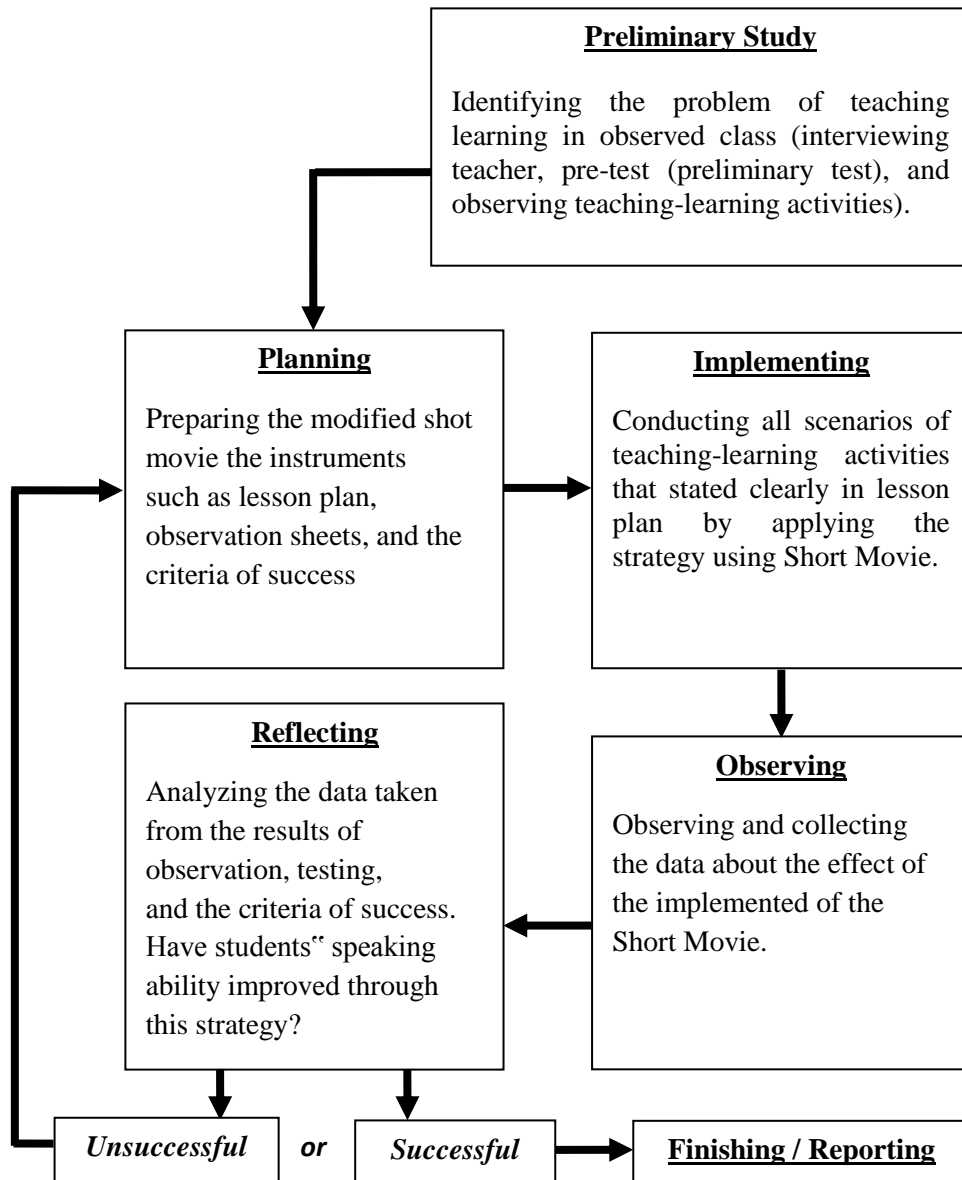 Preliminary Study
Identifying the problem of teaching
learning in observed class (interviewing
teacher, pre-test (preliminary test), and
observing teaching-learning activities).
Planning
Preparing the modified shot
movie the instruments
such as lesson plan,
observation sheets, and the
criteria of success
Implementing
Conducting all scenarios of
teaching-learning activities
that stated clearly in lesson
plan by applying the
strategy using Short Movie.
Observing
Observing and collecting
the data about the effect of
the implemented of the
Short Movie.
Reflecting
Analyzing the data taken
from the results of
observation, testing,
and the criteria of success.
Have students‟ speaking
ability improved through
this strategy?
Unsuccessful or Successful
Finishing / Reporting